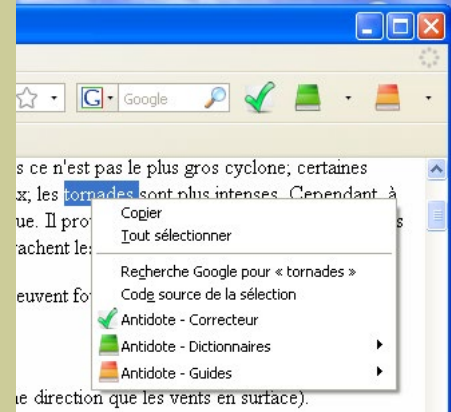 Google
s ce n'est pas le plus gros cyclone; certaines
x; les tornades sont plus intenses. Cependant, à
ue. Il pro
s
rachent les
euvent fo
Copier
Tout sélectionner
Recherche Google pour « tornades »
Code source de la sélection
Antidote - Correcteur
Antidote - Dictionnaires
Antidote - Guides
ne direction que les vents en surface).